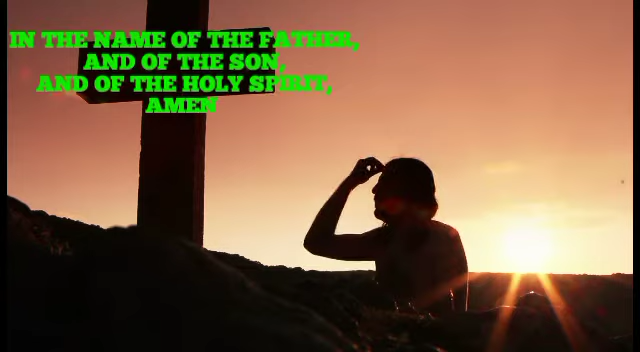 IN THE NAME OF THE FATHER,
AND OF THE SON,
AND OF THE HOLY SPIRIT,
AMEN